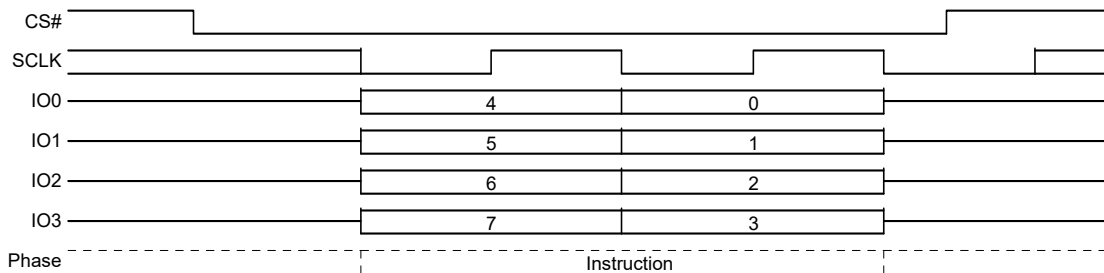 CS#
SCLK
IO0 4 0
IO1 5 1
IO2 6 2
IO3 7 3
Phase Instruction